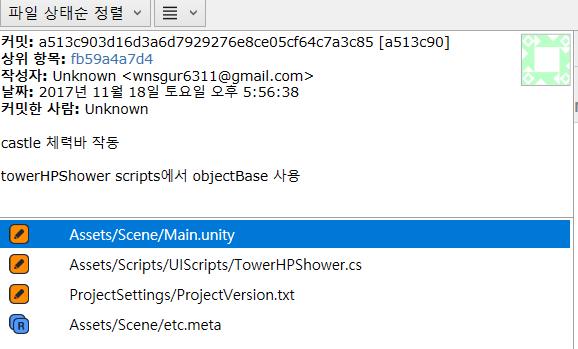 파일 상태순 정렬
커밋: a513c903d16d3a6d7929276e8ce05cf64c7a3c85 [a513c90]
상위 항목: fb59a4a7d4
작성자: Unknown <wnsgur6311@gmail.com>
날짜: 2017년 11월 18일 토요일 오후 5:56:38
커밋한 사람: Unknown
castle 체력바 작동
towerHPShower scripts에서 objectBase 사용
Assets/Scene/Main.unity
Assets/Scripts/UIScripts/TowerHPShower.cs
ProjectSettings/ProjectVersion.txt
R Assets/Scene/etc.meta